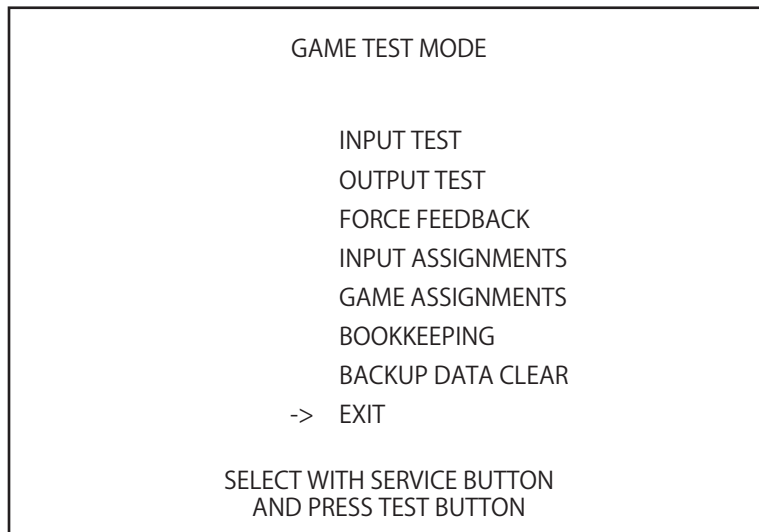 GAME TEST MODE
INPUT TEST
OUTPUT TEST
FORCE FEEDBACK
INPUT ASSIGNMENTS
GAME ASSIGNMENTS
BOOKKEEPING
BACKUP DATA CLEAR
-> EXIT
SELECT WITH SERVICE BUTTON
AND PRESS TEST BUTTON